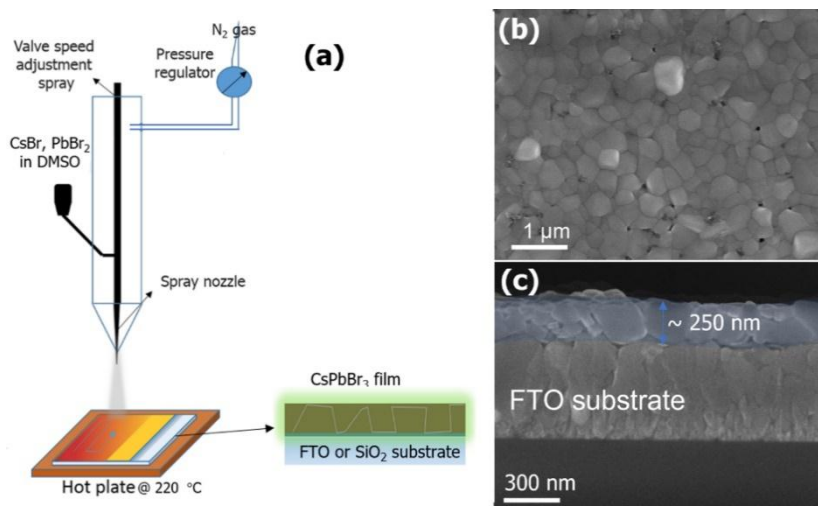 (a)
N₂ gas
Pressure
regulator
Valve speed
adjustment
spray
CsBr, PbBr₂
in DMSO
Spray nozzle
CsPbBr₃ film
FTO or SiO₂ substrate
Hot plate @ 220 °C
(b)
1 µm
(c)
~ 250 nm
FTO substrate
300 nm